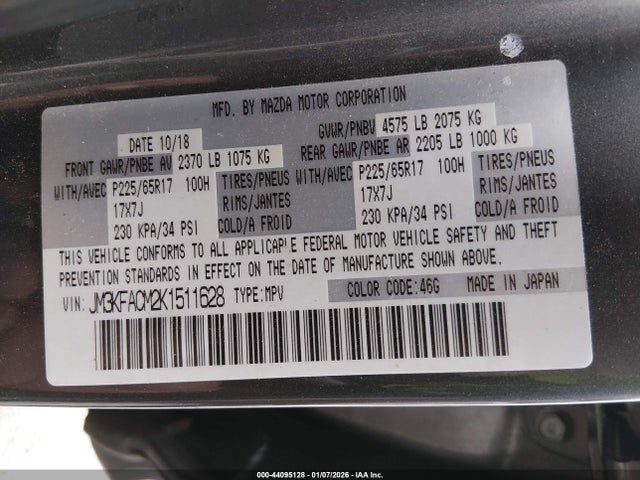 MFD. BY MAZDA MOTOR CORPORATION
DATE 10/18 GVWR/PNBV 4575 LB 2075 KG
FRONT GAWR/PNBE AV 2370 LB 1075 KG REAR GAWR/PNBE AR 2205 LB 1000 KG
WITH/AVEC P225/65R17 100H TIRES/PNEUS WITH/AVEC P225/65R17 100H TIRES/PNEUS
17X7J RIMS/JANTES 17X7J RIMS/JANTES
230 KPA/34 PSI COLD/A FROID 230 KPA/34 PSI COLD/A FROID
THIS VEHICLE CONFORMS TO ALL APPLICAP'E FEDERAL MOTOR VEHICLE SAFETY AND THEFT
PREVENTION STANDARDS IN EFFECT ON THE DATE OF MANUFACTURE SHOWN ABOVE.
VIN: JM3KFACM2K1511628 TYPE:MPV COLOR CODE:46G MADE IN JAPAN
000-44095128 - 01/07/2026 - IAA Inc.